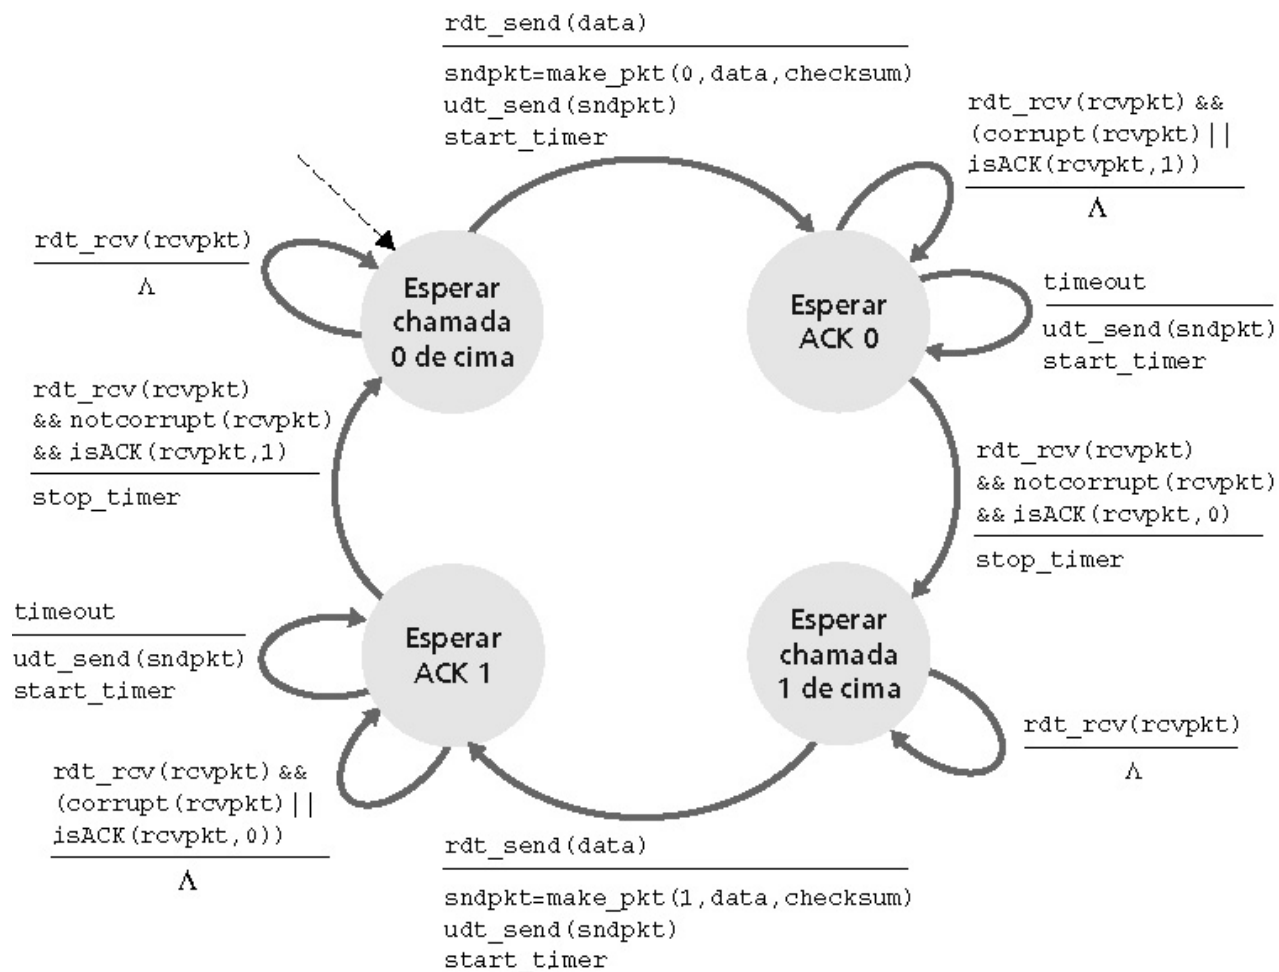 rdt_send(data)
sndpkt=make_pkt(0,data,checksum)
udt_send(sndpkt)
start_timer
rdt_rcv(rcvpkt) &&
(corrupt(rcvpkt)||
isACK(rcvpkt,1))
Λ
rdt_rcv(rcvpkt)
Λ
Esperar
chamada
0 de cima
Esperar
ACK 0
timeout
udt_send(sndpkt)
start_timer
rdt_rcv(rcvpkt)
&& notcorrupt(rcvpkt)
&& isACK(rcvpkt,1)
stop_timer
rdt_rcv(rcvpkt)
&& notcorrupt(rcvpkt)
&& isACK(rcvpkt,0)
stop_timer
timeout
udt_send(sndpkt)
start_timer
Esperar
ACK 1
Esperar
chamada
1 de cima
rdt_rcv(rcvpkt)
Λ
rdt_rcv(rcvpkt) &&
(corrupt(rcvpkt)||
isACK(rcvpkt,0))
Λ
rdt_send(data)
sndpkt=make_pkt(1,data,checksum)
udt_send(sndpkt)
start_timer